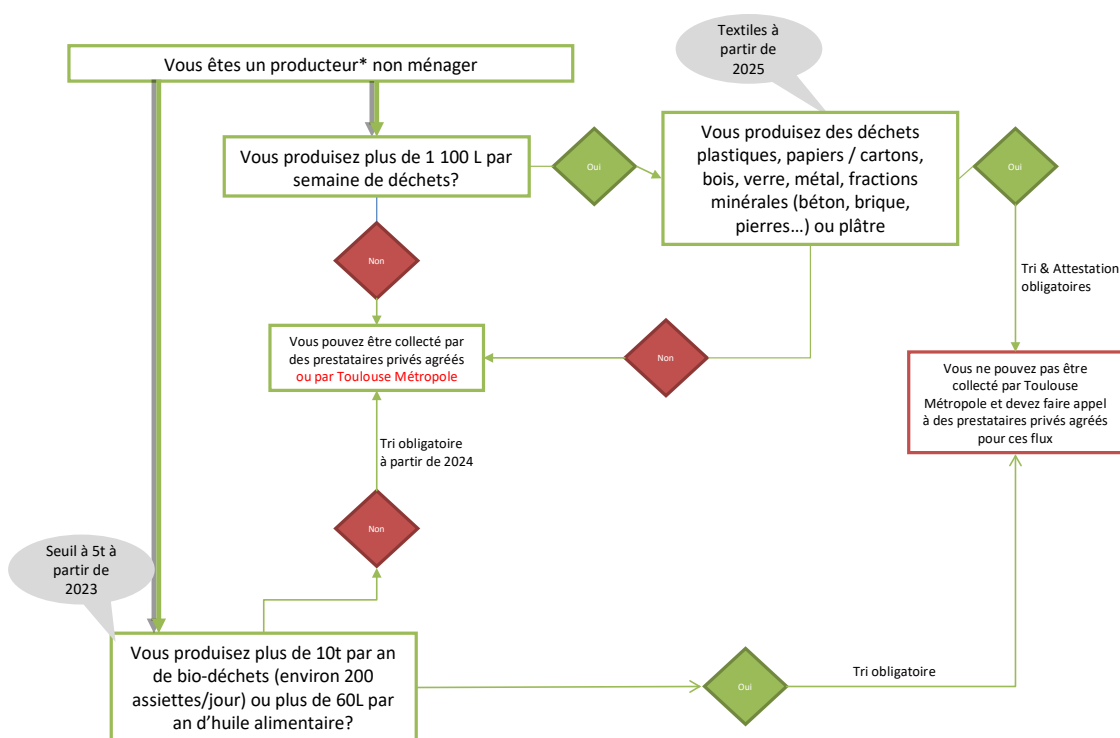 Textiles à
partir de
2025
Vous êtes un producteur* non ménager
Vous produisez plus de 1 100 L par
semaine de déchets?
Oui
Vous produisez des déchets
plastiques, papiers / cartons,
bois, verre, métal, fractions
minérales (béton, brique,
pierres…) ou plâtre
Oui
Non
Tri & Attestation
obligatoires
Vous pouvez être collecté par
des prestataires privés agréés
ou par Toulouse Métropole
Non
Vous ne pouvez pas être
collecté par Toulouse
Métropole et devez faire appel
à des prestataires privés agréés
pour ces flux
Tri obligatoire
à partir de 2024
Non
Seuil à 5t à
partir de
2023
Vous produisez plus de 10t par an
de bio-déchets (environ 200
assiettes/jour) ou plus de 60L par
an d’huile alimentaire?
Oui
Tri obligatoire